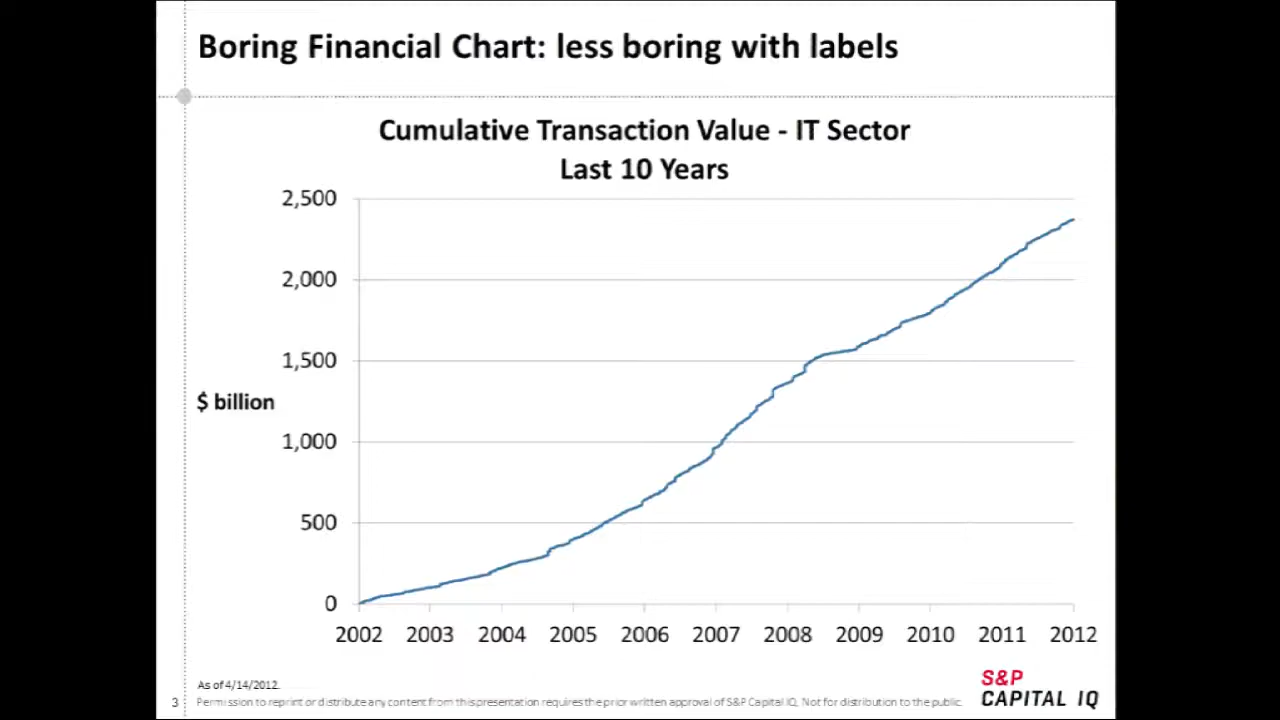 Boring Financial Chart: less boring with labels
Cumulative Transaction Value - IT Sector
Last 10 Years
2,500
2,000
1,500
$ billion
1,000
500
0
2002 2003 2004 2005 2006 2007 2008 2009 2010 2011 2012
As of 4/14/2012.
3 Permission to reprint or distribute any content from this presentation requires the prior written approval of S&P Capital IQ. Not for distribution to the public.
S&P
CAPITAL IQ